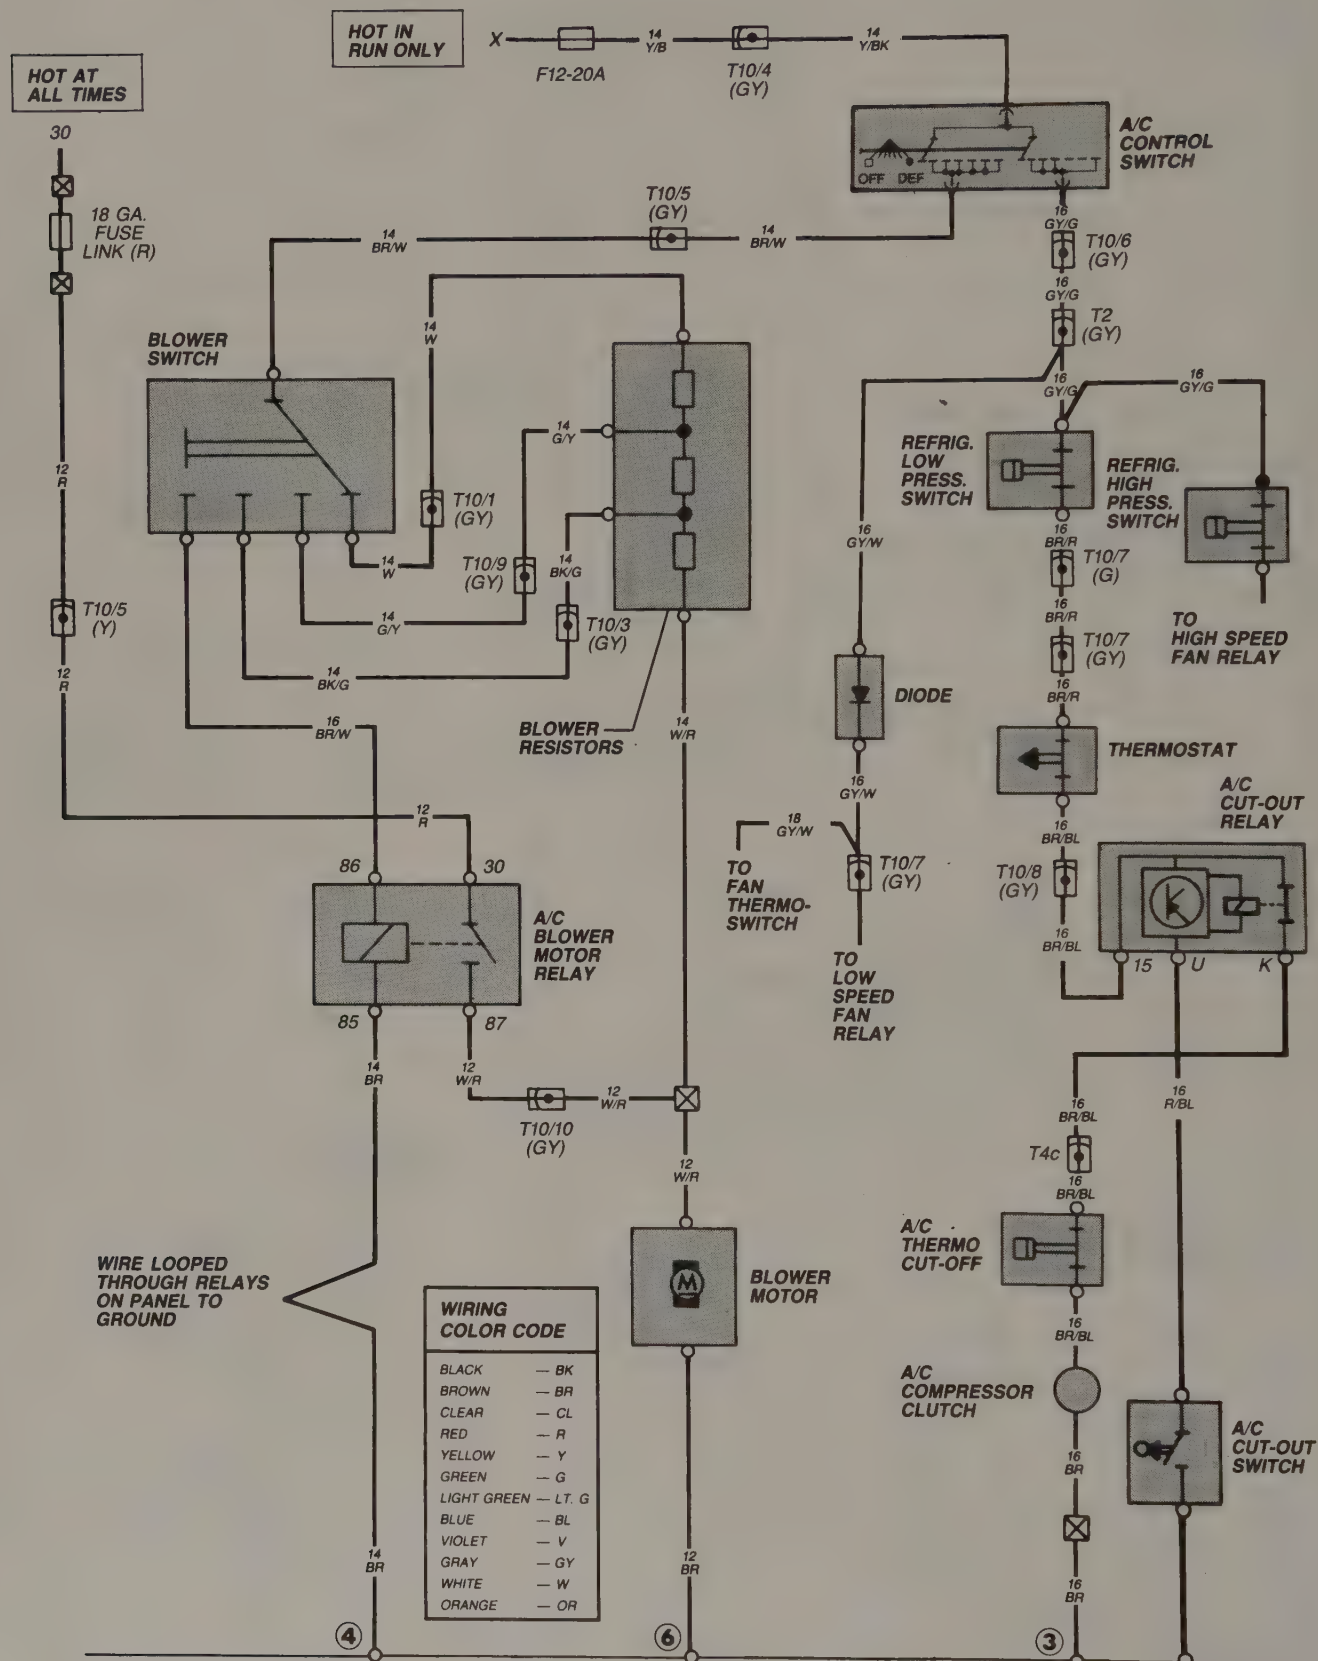 HOT IN
RUN ONLY
X
14
Y/B
14
Y/BK
F12-20A
T10/4
(GY)
HOT AT
ALL TIMES
30
A/C
CONTROL
SWITCH
OFF DEF
18 GA.
FUSE
LINK (R)
T10/5
(GY)
14
BR/W
14
BR/W
16
GY/G
T10/6
(GY)
16
GY/G
T2
(GY)
14
W
BLOWER
SWITCH
16
GY/G
16
GY/G
12
R
14
G/Y
REFRIG.
LOW
PRESS.
SWITCH
REFRIG.
HIGH
PRESS.
SWITCH
T10/1
(GY)
14
W
T10/9
(GY)
14
BK/G
16
GY/W
16
BR/R
T10/7
(G)
T10/5
(Y)
14
G/Y
T10/3
(GY)
16
BR/R
TO
HIGH SPEED
FAN RELAY
T10/7
(GY)
12
R
14
BK/G
16
BR/R
DIODE
16
BR/W
BLOWER
RESISTORS
14
W/R
THERMOSTAT
16
GY/W
A/C
CUT-OUT
RELAY
12
R
18
GY/W
16
BR/BL
86
30
TO
FAN
THERMO-
SWITCH
T10/7
(GY)
T10/8
(GY)
A/C
BLOWER
MOTOR
RELAY
16
BR/BL
TO
LOW
SPEED
FAN
RELAY
15
U
K
85
87
14
BR
12
W/R
12
W/R
T10/10
(GY)
16
BR/BL
16
R/BL
T4c
12
W/R
16
BR/BL
A/C
THERMO
CUT-OFF
WIRE LOOPED
THROUGH RELAYS
ON PANEL TO
GROUND
M
BLOWER
MOTOR
16
BR/BL
WIRING
COLOR CODE
BLACK — BK
BROWN — BR
CLEAR — CL
RED — R
YELLOW — Y
GREEN — G
LIGHT GREEN — LT. G
BLUE — BL
VIOLET — V
GRAY — GY
WHITE — W
ORANGE — OR
A/C
COMPRESSOR
CLUTCH
16
BR
A/C
CUT-OUT
SWITCH
14
BR
12
BR
16
BR
4
6
3